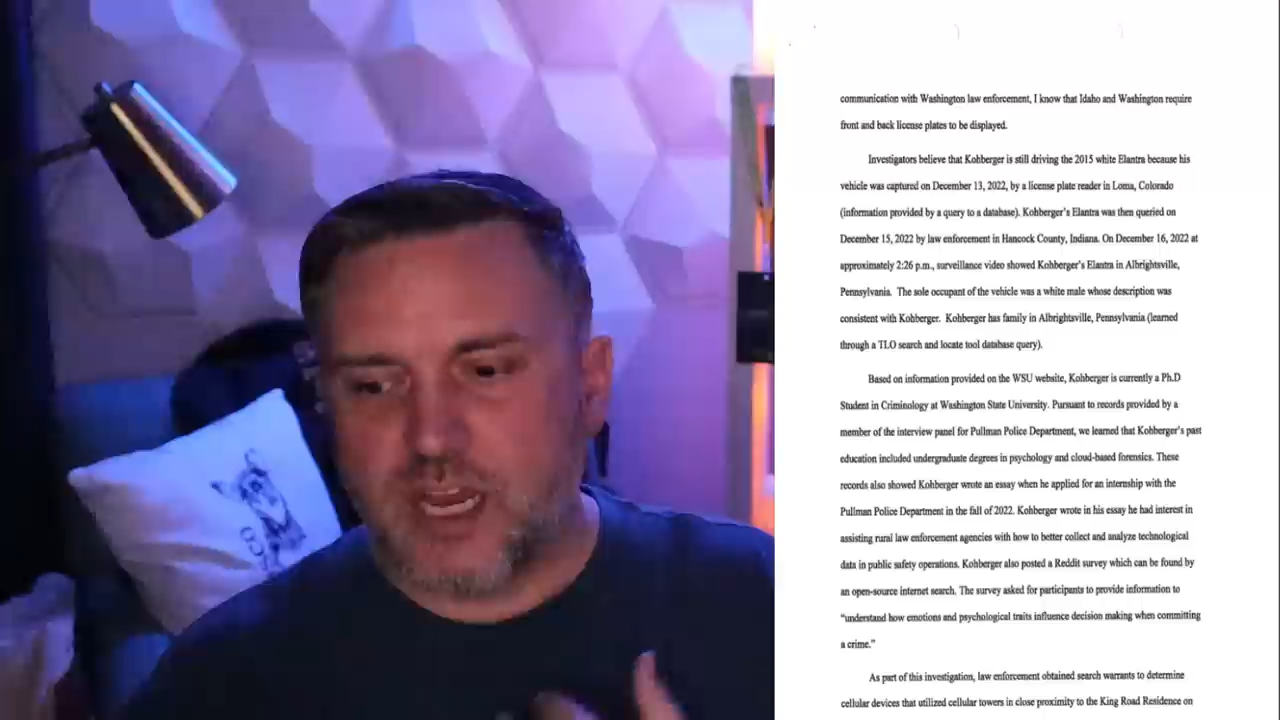 communication with Washington law enforcement, I know that Idaho and Washington require
front and back license plates to be displayed.
Investigators believe that Kohberger is still driving the 2015 white Elantra because his
vehicle was captured on December 13, 2022, by a license plate reader in Loma, Colorado
(information provided by a query to a database). Kohberger's Elantra was then queried on
December 15, 2022 by law enforcement in Hancock County, Indiana. On December 16, 2022 at
approximately 2:26 p.m., surveillance video showed Kohberger's Elantra in Albrightsville,
Pennsylvania. The sole occupant of the vehicle was a white male whose description was
consistent with Kohberger. Kohberger has family in Albrightsville, Pennsylvania (learned
through a TLO search and locate tool database query).
Based on information provided on the WSU website, Kohberger is currently a Ph.D
Student in Criminology at Washington State University. Pursuant to records provided by a
member of the interview panel for Pullman Police Department, we learned that Kohberger's past
education included undergraduate degrees in psychology and cloud-based forensics. These
records also showed Kohberger wrote an essay when he applied for an internship with the
Pullman Police Department in the fall of 2022. Kohberger wrote in his essay he had interest in
assisting rural law enforcement agencies with how to better collect and analyze technological
data in public safety operations. Kohberger also posted a Reddit survey which can be found by
an open-source internet search. The survey asked for participants to provide information to
"understand how emotions and psychological traits influence decision making when committing
a crime."
As part of this investigation, law enforcement obtained search warrants to determine
cellular devices that utilized cellular towers in close proximity to the King Road Residence on